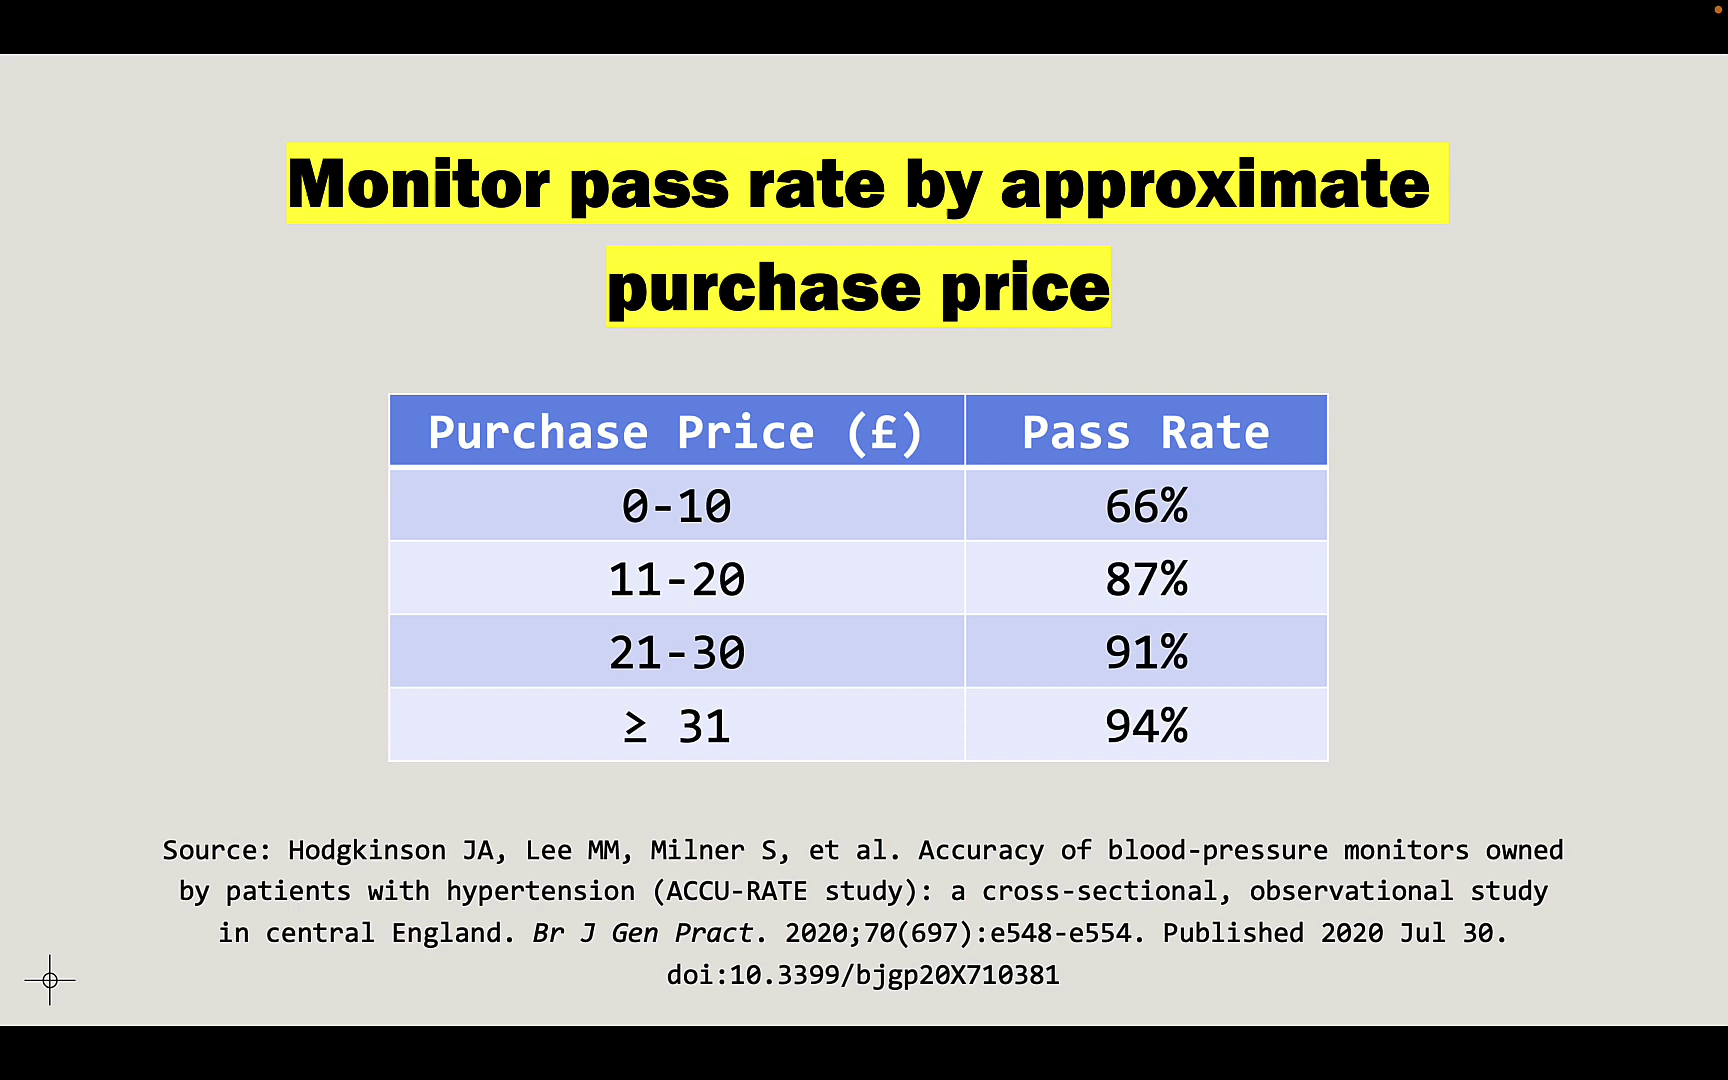 Monitor pass rate by approximate
purchase price
Purchase Price (£) Pass Rate
0-10 66%
11-20 87%
21-30 91%
≥ 31 94%
Source: Hodgkinson JA, Lee MM, Milner S, et al. Accuracy of blood-pressure monitors owned
by patients with hypertension (ACCU-RATE study): a cross-sectional, observational study
in central England. Br J Gen Pract. 2020;70(697):e548-e554. Published 2020 Jul 30.
doi:10.3399/bjgp20X710381